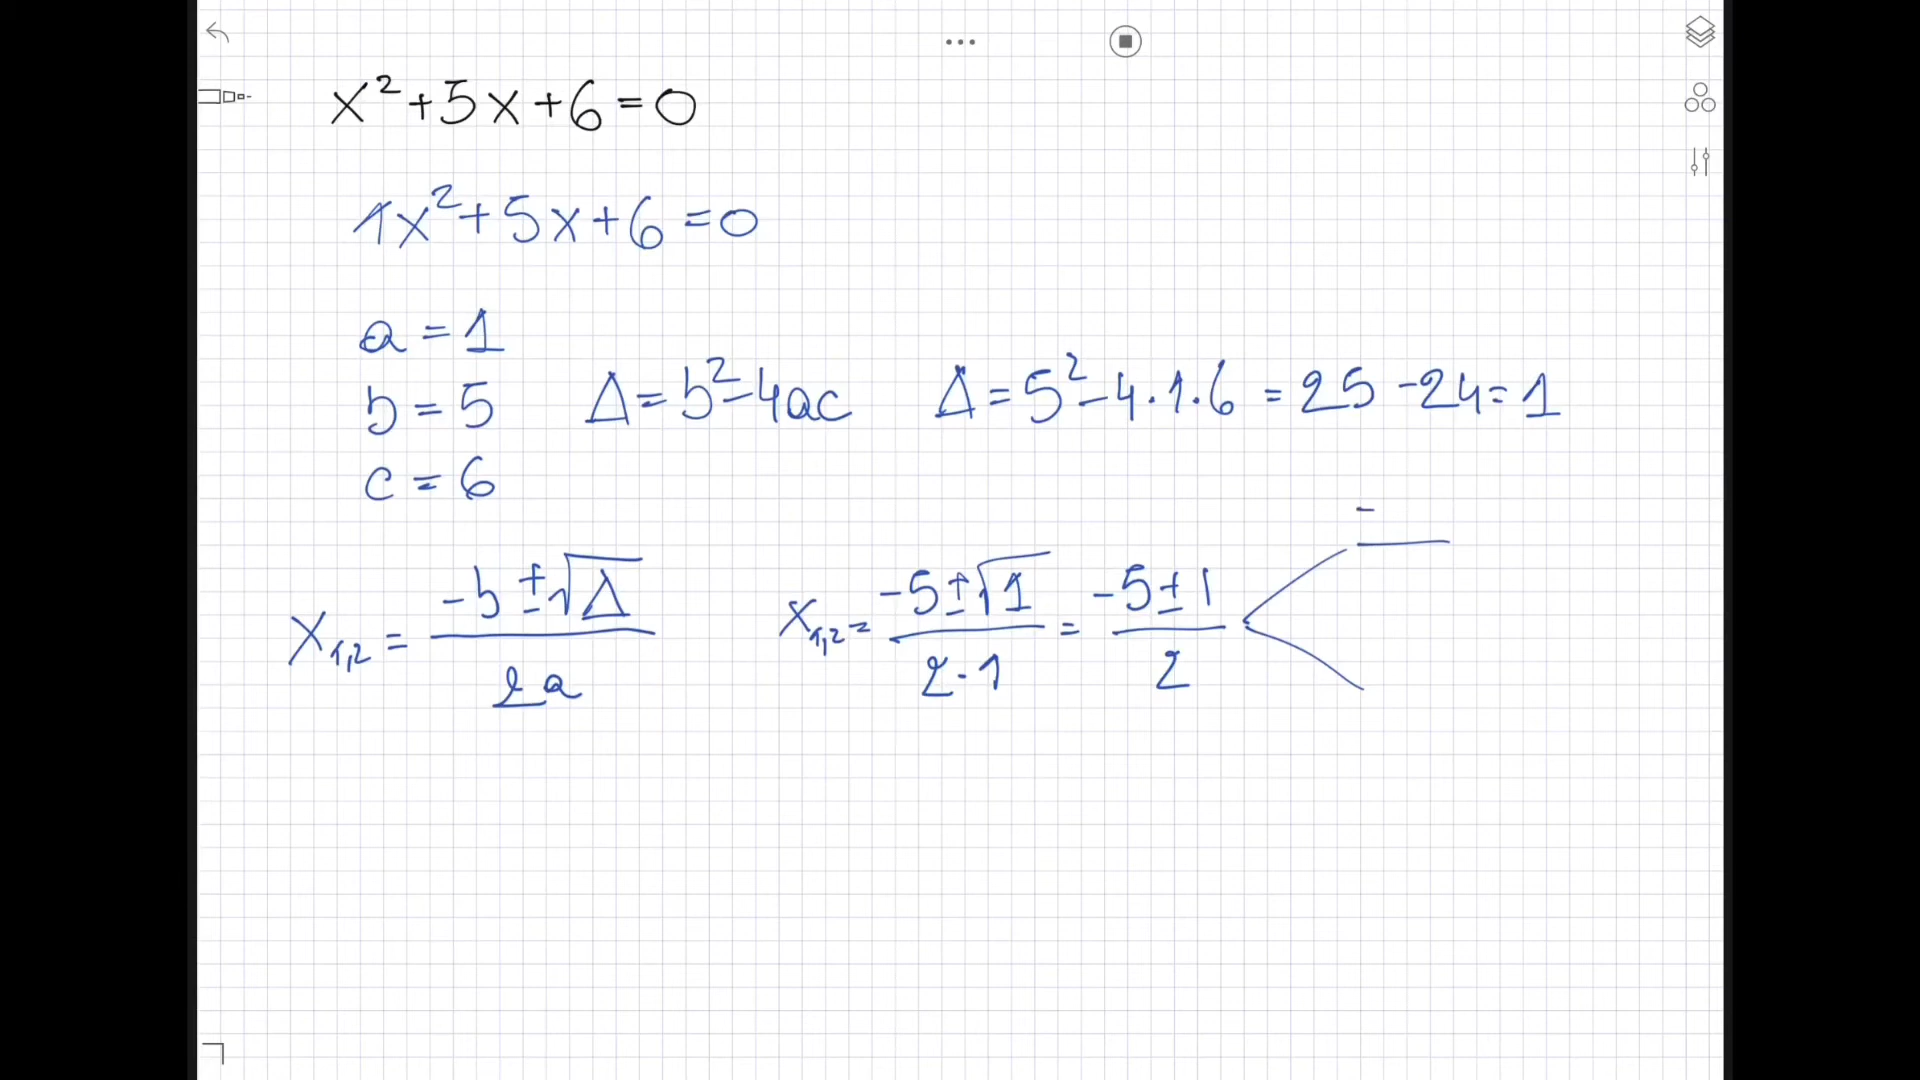 x²+5x+6=0
1x²+5x+6=0
a=1
b=5 Δ=b²-4ac Δ=5²-4·1·6=25-24=1
c=6
x₁,₂ = (-b±√Δ)/(2a) x₁,₂ = (-5±√1)/(2·1) = (-5±1)/2 < -